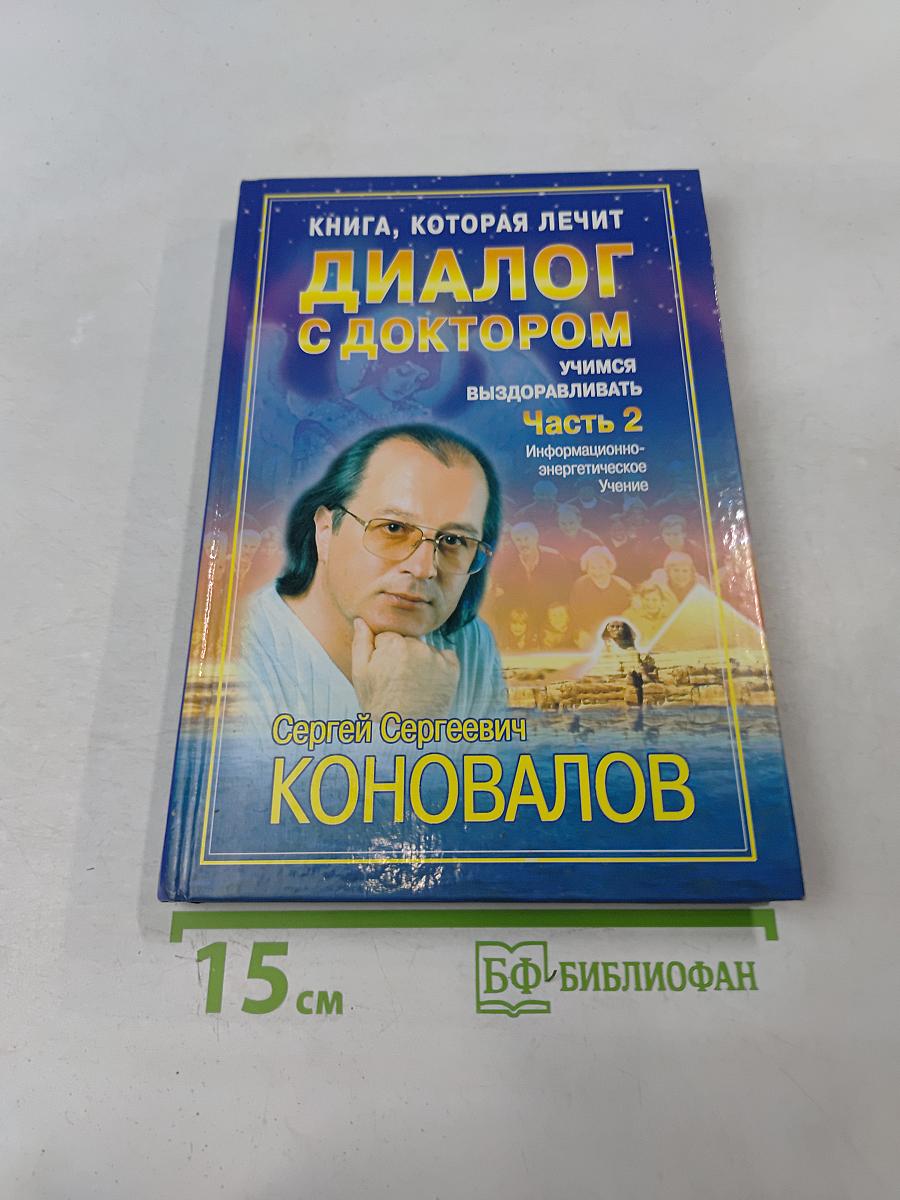 КНИГА, КОТОРАЯ ЛЕЧИТ
ДИАЛОГ
С ДОКТОРОМ
УЧИМСЯ
ВЫЗДОРАВЛИВАТЬ
Часть 2
Информационно-
энергетическое
Учение
Сергей Сергеевич
КОНОВАЛОВ
15 см
БФ БИБЛИОФАН